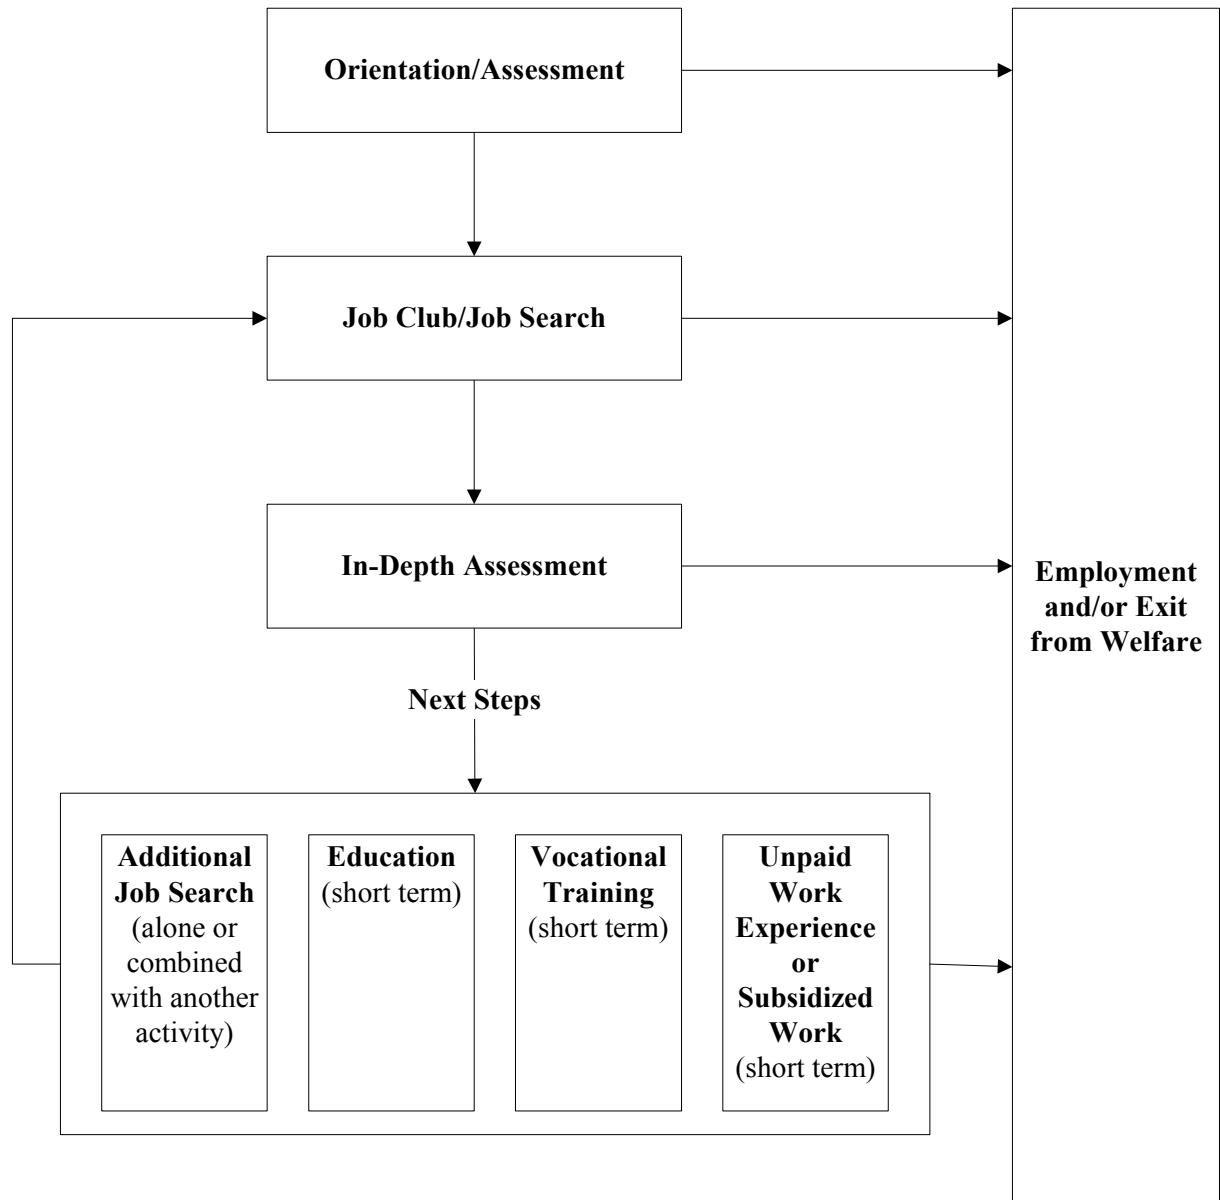 Orientation/Assessment
Job Club/Job Search
In-Depth Assessment
Employment
and/or Exit
from Welfare
Next Steps
Additional
Job Search
(alone or
combined
with another
activity)
Education
(short term)
Vocational
Training
(short term)
Unpaid
Work
Experience
or
Subsidized
Work
(short term)